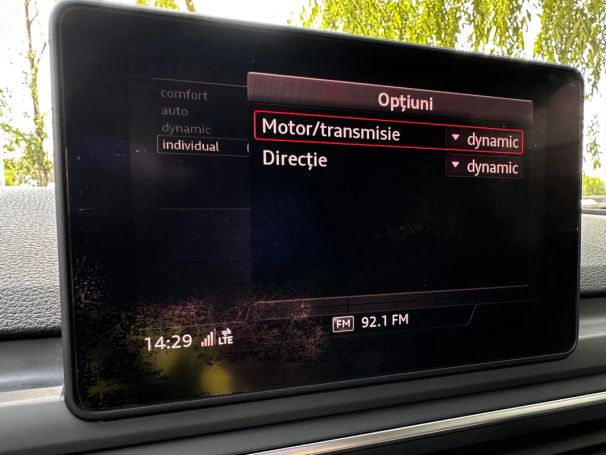 Opțiuni
comfort
auto
dynamic
individual
Motor/transmisie dynamic
Direcție dynamic
14:29 LTE
FM 92.1 FM